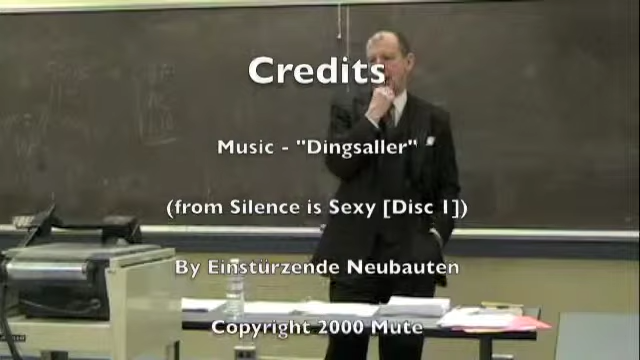 Credits
Music - "Dingsaller"
(from Silence is Sexy [Disc 1])
By Einstürzende Neubauten
Copyright 2000 Mute